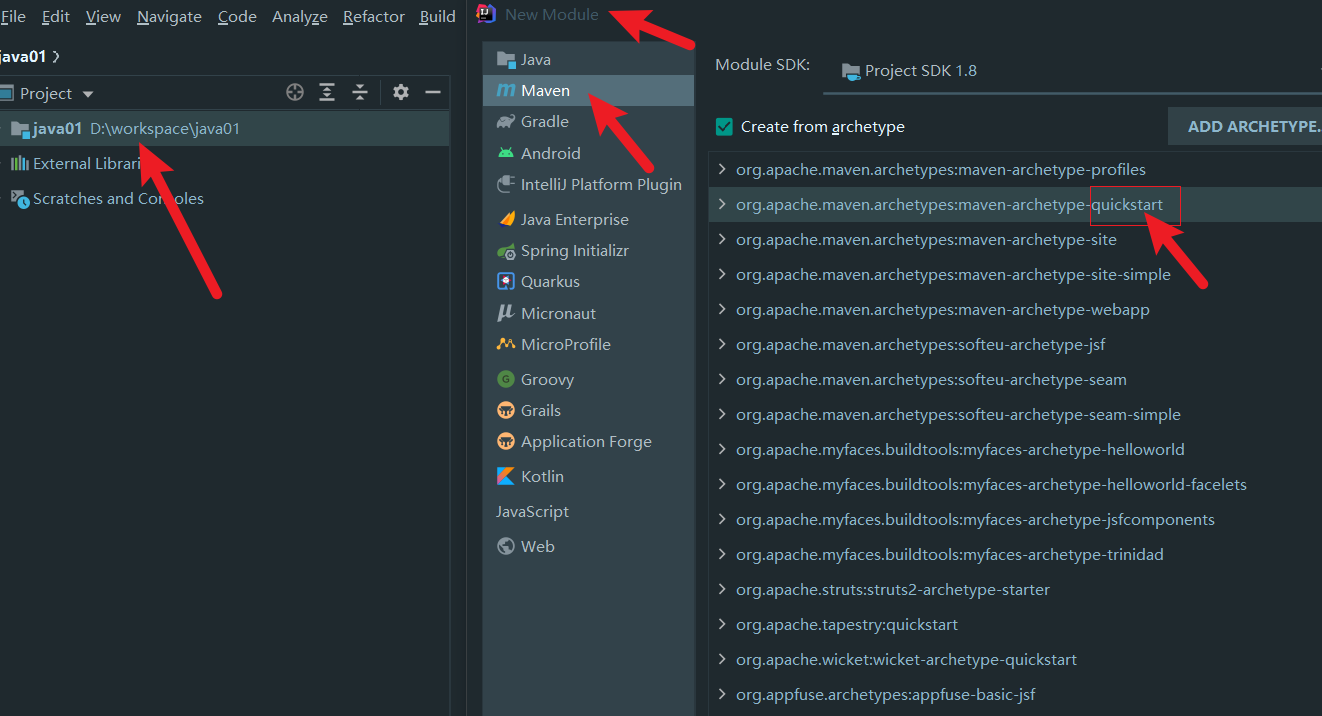 File Edit View Navigate Code Analyze Refactor Build
java01
Project
java01 D:\workspace\java01
External Librari
Scratches and Con oles
New Module
Java
Maven
Gradle
Android
IntelliJ Platform Plugin
Java Enterprise
Spring Initializr
Quarkus
Micronaut
MicroProfile
Groovy
Grails
Application Forge
Kotlin
JavaScript
Web
Module SDK:
Project SDK 1.8
Create from archetype
ADD ARCHETYPE.
org.apache.maven.archetypes:maven-archetype-profiles
org.apache.maven.archetypes:maven-archetype-quickstart
org.apache.maven.archetypes:maven-archetype-site
org.apache.maven.archetypes:maven-archetype-site-simple
org.apache.maven.archetypes:maven-archetype-webapp
org.apache.maven.archetypes:softeu-archetype-jsf
org.apache.maven.archetypes:softeu-archetype-seam
org.apache.maven.archetypes:softeu-archetype-seam-simple
org.apache.myfaces.buildtools:myfaces-archetype-helloworld
org.apache.myfaces.buildtools:myfaces-archetype-helloworld-facelets
org.apache.myfaces.buildtools:myfaces-archetype-jsfcomponents
org.apache.myfaces.buildtools:myfaces-archetype-trinidad
org.apache.struts:struts2-archetype-starter
org.apache.tapestry:quickstart
org.apache.wicket:wicket-archetype-quickstart
org.appfuse.archetypes:appfuse-basic-jsf